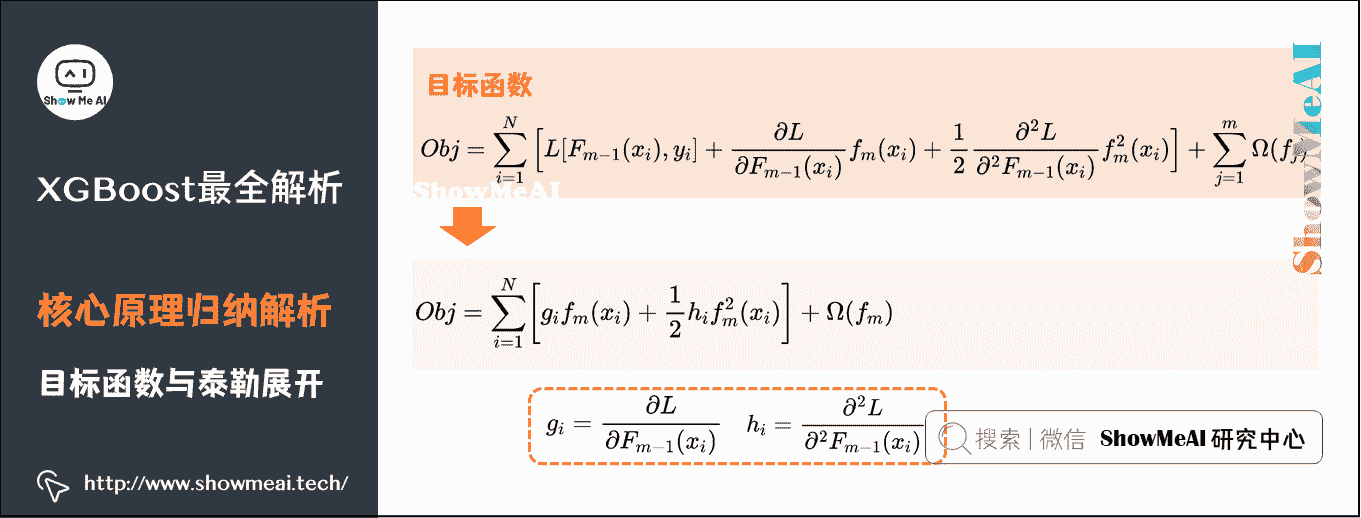 Show Me AI
XGBoost最全解析
核心原理归纳解析
目标函数与泰勒展开
http://www.showmeai.tech/
目标函数
Obj = \sum_{i=1}^{N} \left[ L[F_{m-1}(x_i), y_i] + \frac{\partial L}{\partial F_{m-1}(x_i)} f_m(x_i) + \frac{1}{2} \frac{\partial^2 L}{\partial^2 F_{m-1}(x_i)} f_m^2(x_i) \right] + \sum_{j=1}^{m} \Omega(f_j)
ShowMeAI
Obj = \sum_{i=1}^{N} \left[ g_i f_m(x_i) + \frac{1}{2} h_i f_m^2(x_i) \right] + \Omega(f_m)
g_i = \frac{\partial L}{\partial F_{m-1}(x_i)} h_i = \frac{\partial^2 L}{\partial^2 F_{m-1}(x_i)}
搜索 | 微信 ShowMeAI 研究中心
ShowMeAI